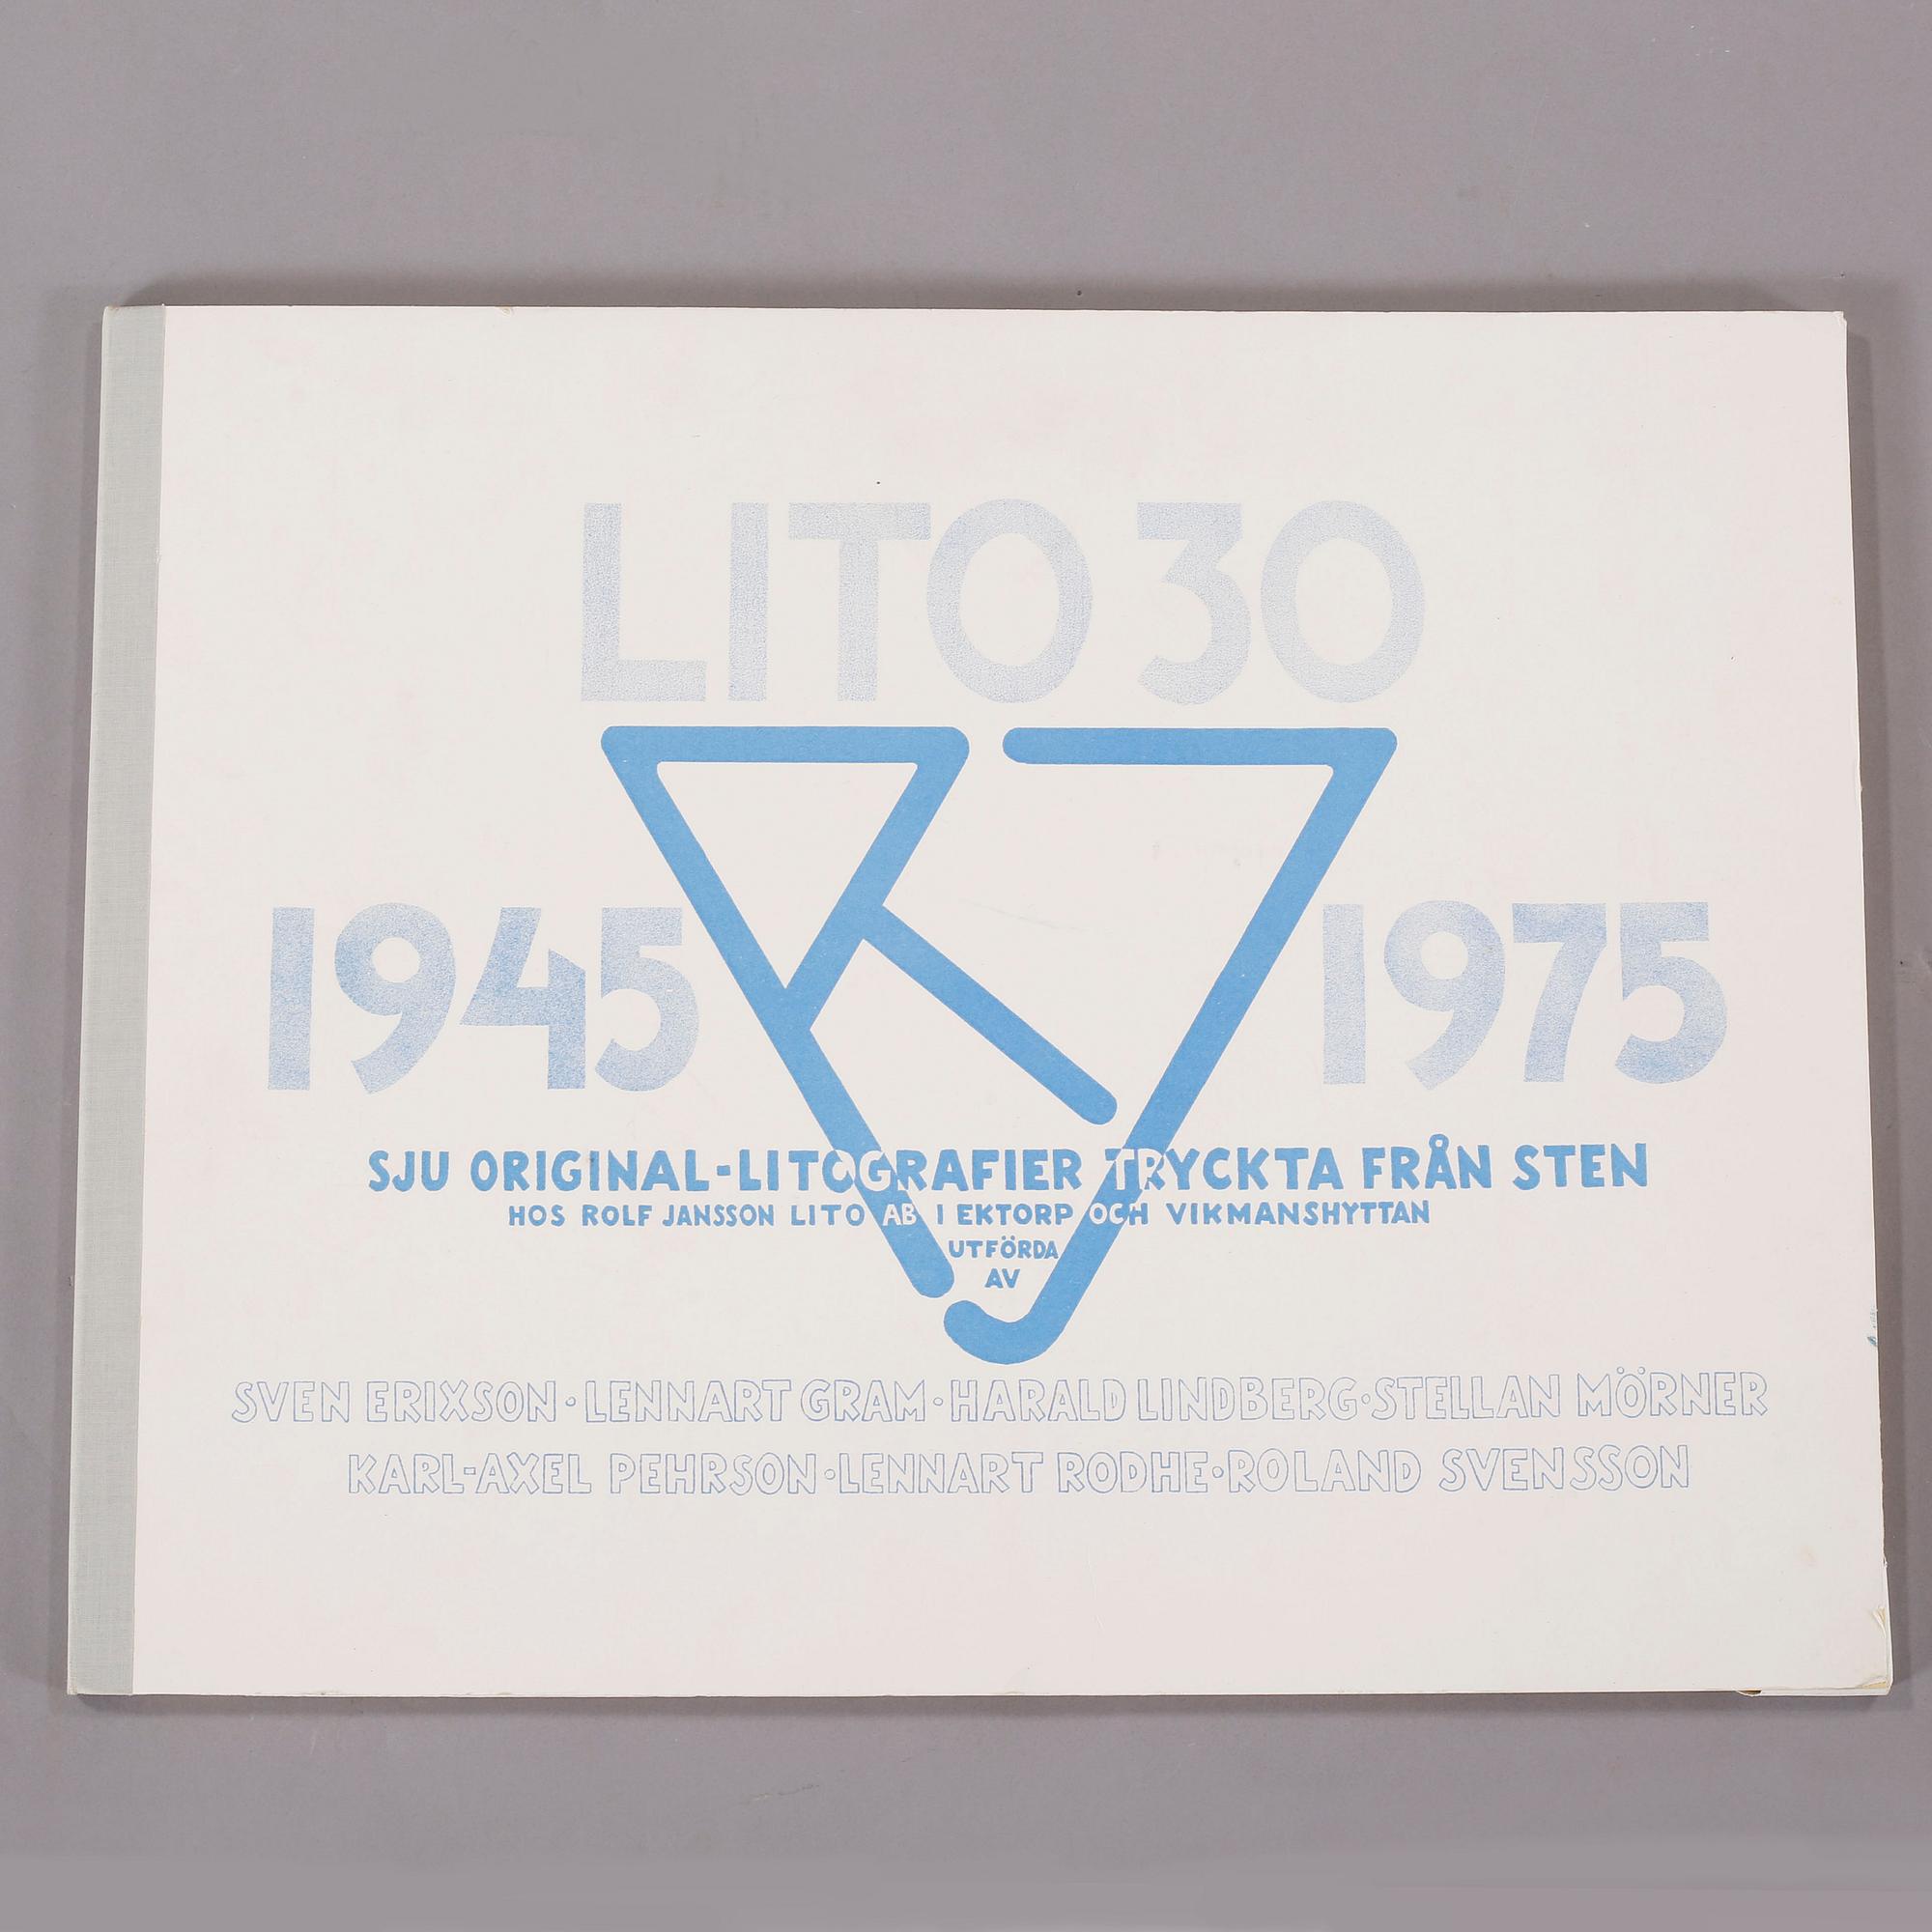 LITO 30
RJ
1945 1975
SJU ORIGINAL-LITOGRAFIER TRYCKTA FRÅN STEN
HOS ROLF JANSSON LITO AB I EKTORP OCH VIKMANSHYTTAN
UTFÖRDA
AV
SVEN ERIXSON · LENNART GRAM · HARALD LINDBERG · STELLAN MÖRNER
KARL-AXEL PEHRSON · LENNART RODHE · ROLAND SVENSSON